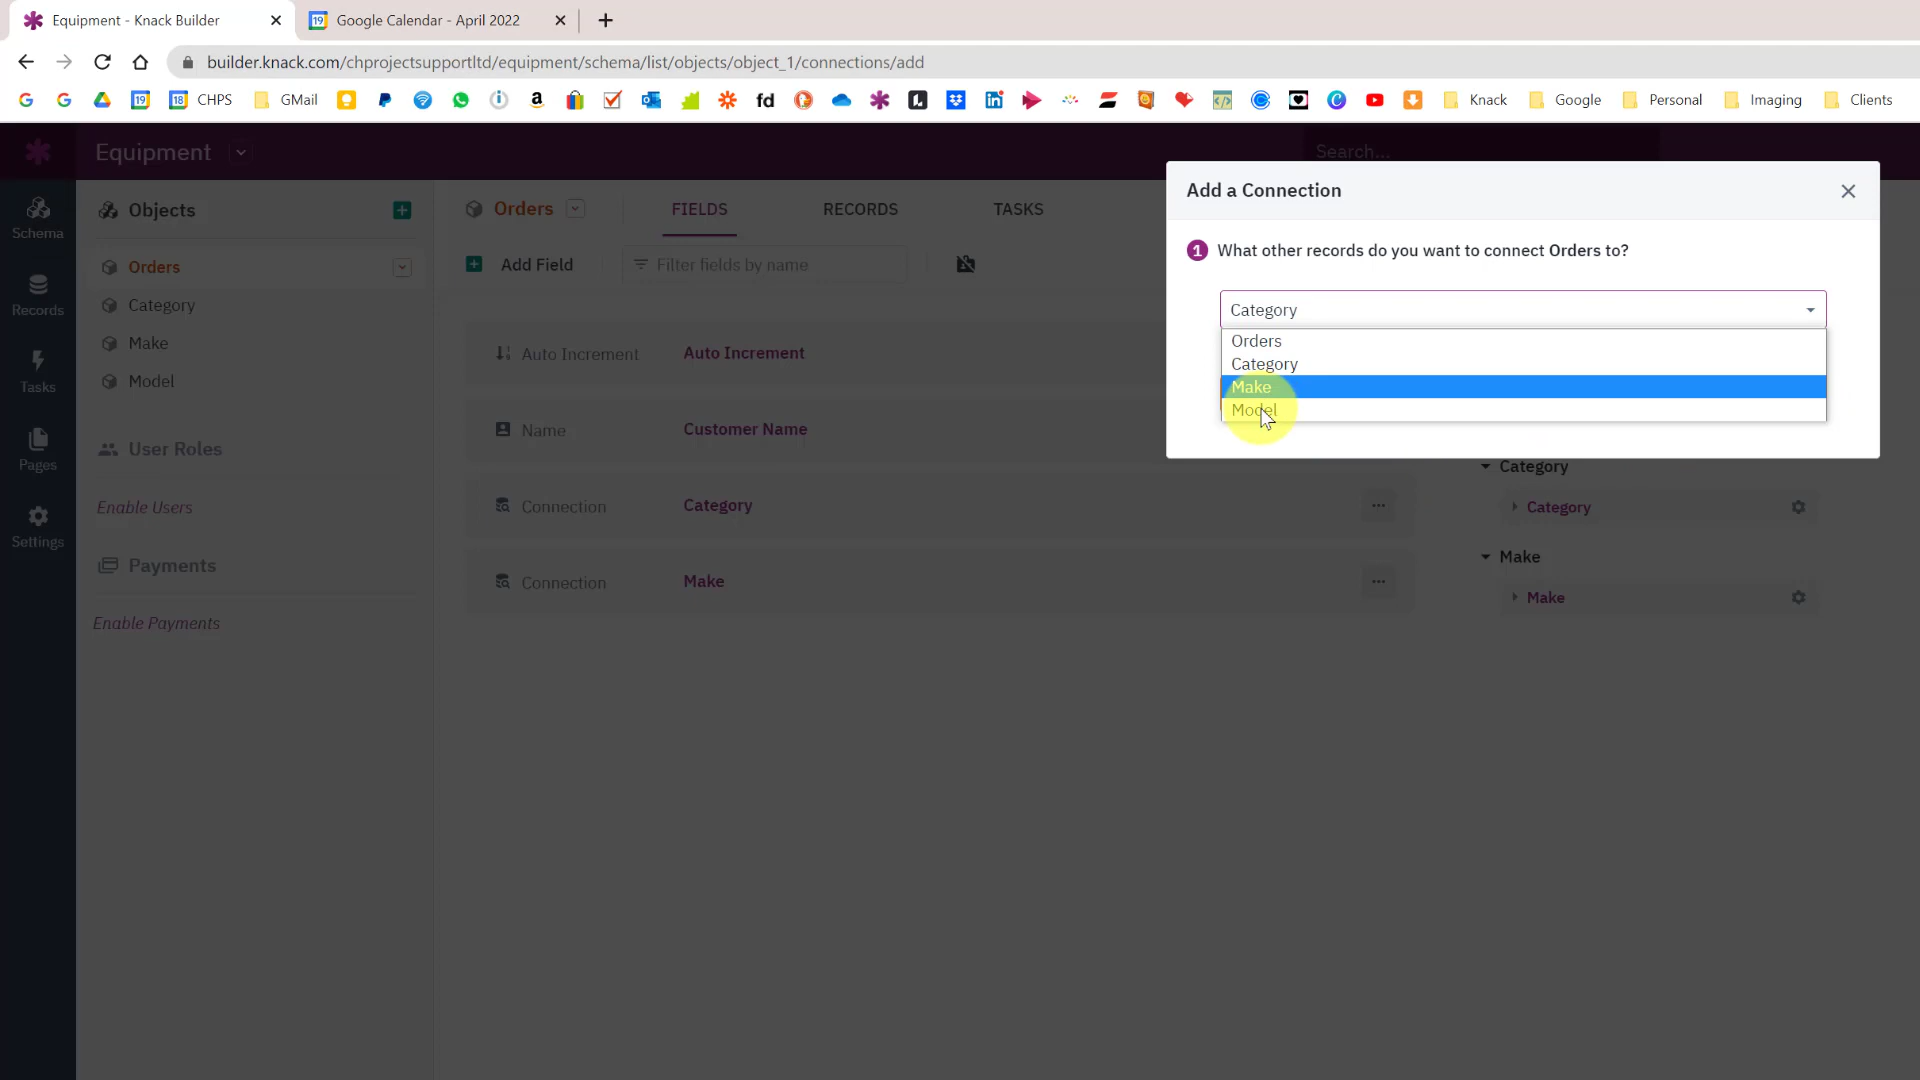 Equipment - Knack Builder
Google Calendar - April 2022
builder.knack.com/chprojectsupportltd/equipment/schema/list/objects/object_1/connections/add
CHPS
GMail
fd
Knack
Google
Personal
Imaging
Clients
Equipment
Search...
Schema
Records
Tasks
Pages
Settings
Objects
Orders
Category
Make
Model
User Roles
Enable Users
Payments
Enable Payments
Orders
FIELDS
RECORDS
TASKS
Add Field
Filter fields by name
Auto Increment
Auto Increment
Name
Customer Name
Connection
Category
Connection
Make
Add a Connection
1 What other records do you want to connect Orders to?
Category
Orders
Category
Make
Model
Category
Category
Make
Make